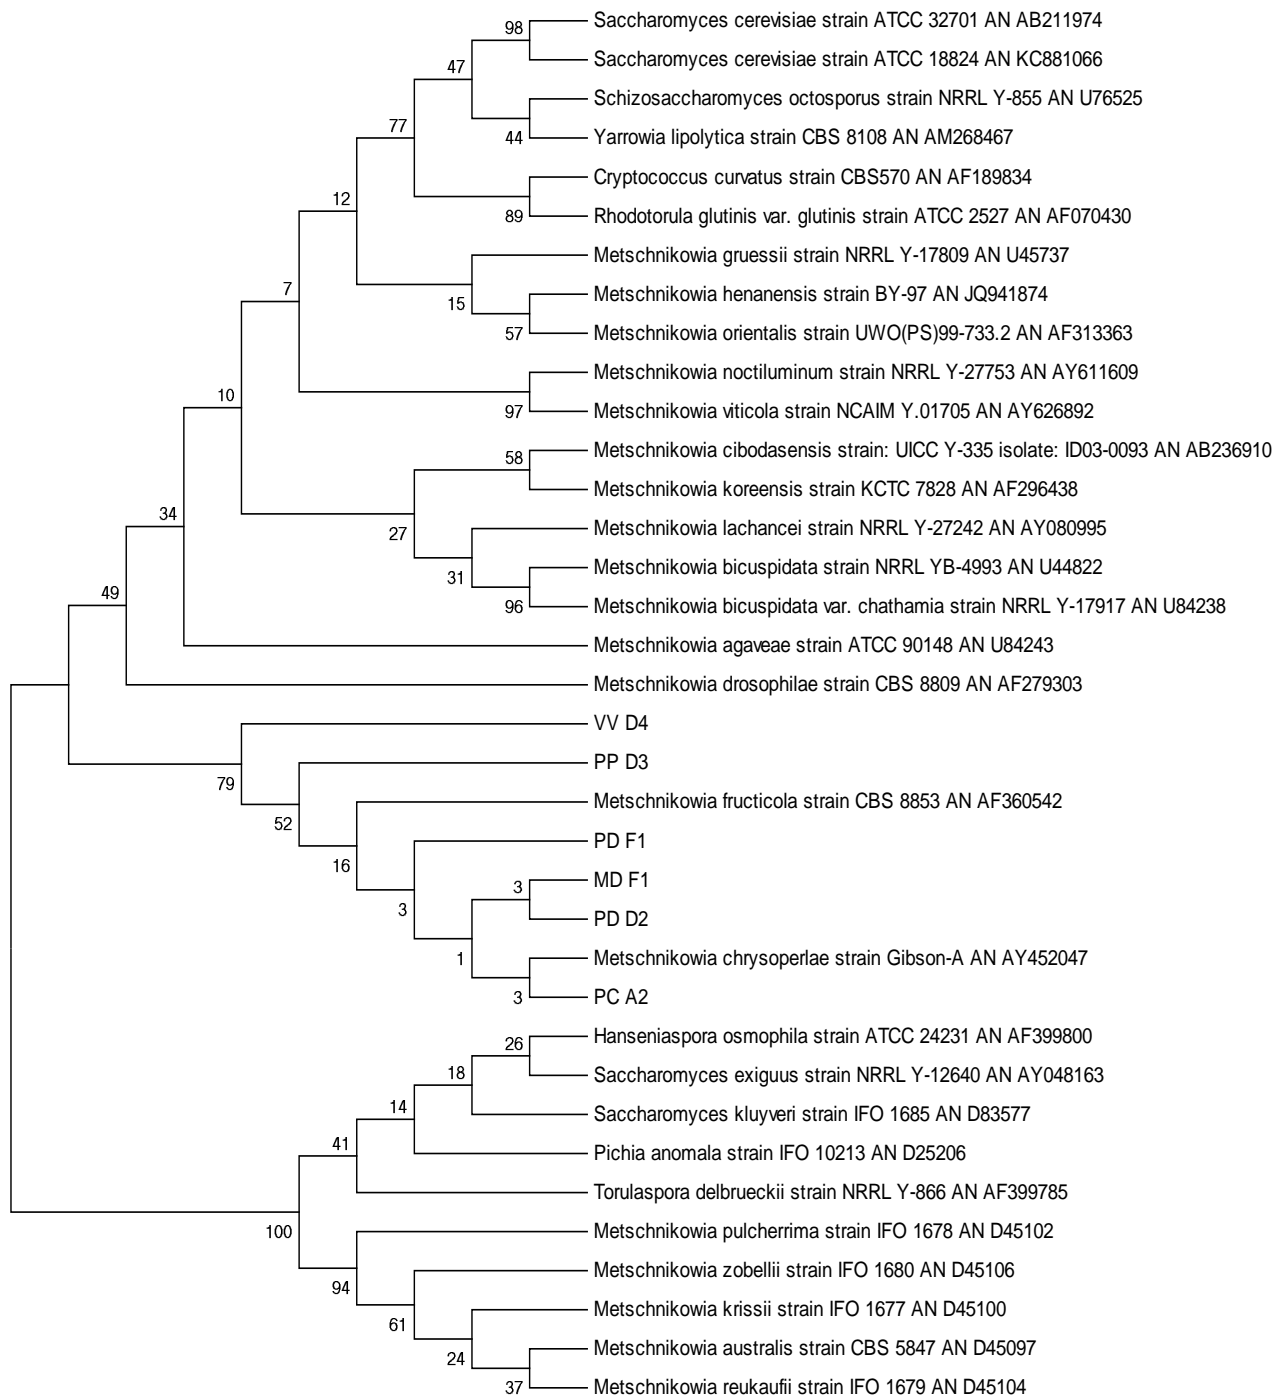 Saccharomyces cerevisiae strain ATCC 32701 AN AB211974
98
Saccharomyces cerevisiae strain ATCC 18824 AN KC881066
47
Schizosaccharomyces octosporus strain NRRL Y-855 AN U76525
77
44
Yarrowia lipolytica strain CBS 8108 AN AM268467
Cryptococcus curvatus strain CBS570 AN AF189834
12
89
Rhodotorula glutinis var. glutinis strain ATCC 2527 AN AF070430
Metschnikowia gruessii strain NRRL Y-17809 AN U45737
7
15
Metschnikowia henanensis strain BY-97 AN JQ941874
57
Metschnikowia orientalis strain UWO(PS)99-733.2 AN AF313363
Metschnikowia noctiluminum strain NRRL Y-27753 AN AY611609
10
97
Metschnikowia viticola strain NCAIM Y.01705 AN AY626892
58
Metschnikowia cibodasensis strain: UICC Y-335 isolate: ID03-0093 AN AB236910
Metschnikowia koreensis strain KCTC 7828 AN AF296438
34
27
Metschnikowia lachancei strain NRRL Y-27242 AN AY080995
31
Metschnikowia bicuspidata strain NRRL YB-4993 AN U44822
49
96
Metschnikowia bicuspidata var. chathamia strain NRRL Y-17917 AN U84238
Metschnikowia agaveae strain ATCC 90148 AN U84243
Metschnikowia drosophilae strain CBS 8809 AN AF279303
VV D4
79
PP D3
52
Metschnikowia fructicola strain CBS 8853 AN AF360542
16
PD F1
3
3
MD F1
PD D2
1
Metschnikowia chrysoperlae strain Gibson-A AN AY452047
3
PC A2
Hanseniaspora osmophila strain ATCC 24231 AN AF399800
26
18
Saccharomyces exiguus strain NRRL Y-12640 AN AY048163
14
Saccharomyces kluyveri strain IFO 1685 AN D83577
41
Pichia anomala strain IFO 10213 AN D25206
Torulaspora delbrueckii strain NRRL Y-866 AN AF399785
100
Metschnikowia pulcherrima strain IFO 1678 AN D45102
94
Metschnikowia zobellii strain IFO 1680 AN D45106
61
Metschnikowia krissii strain IFO 1677 AN D45100
24
Metschnikowia australis strain CBS 5847 AN D45097
37
Metschnikowia reukaufii strain IFO 1679 AN D45104